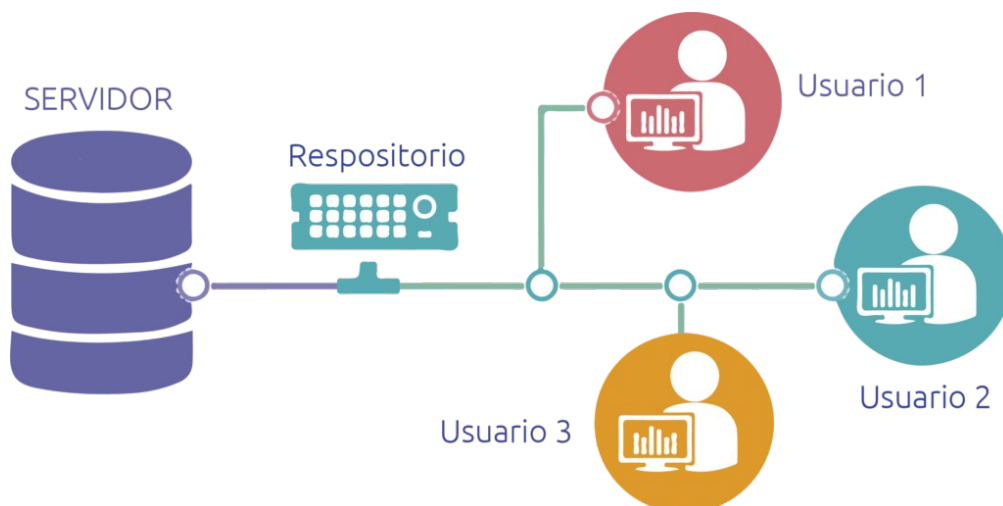 SERVIDOR
Respositorio
Usuario 1
Usuario 2
Usuario 3